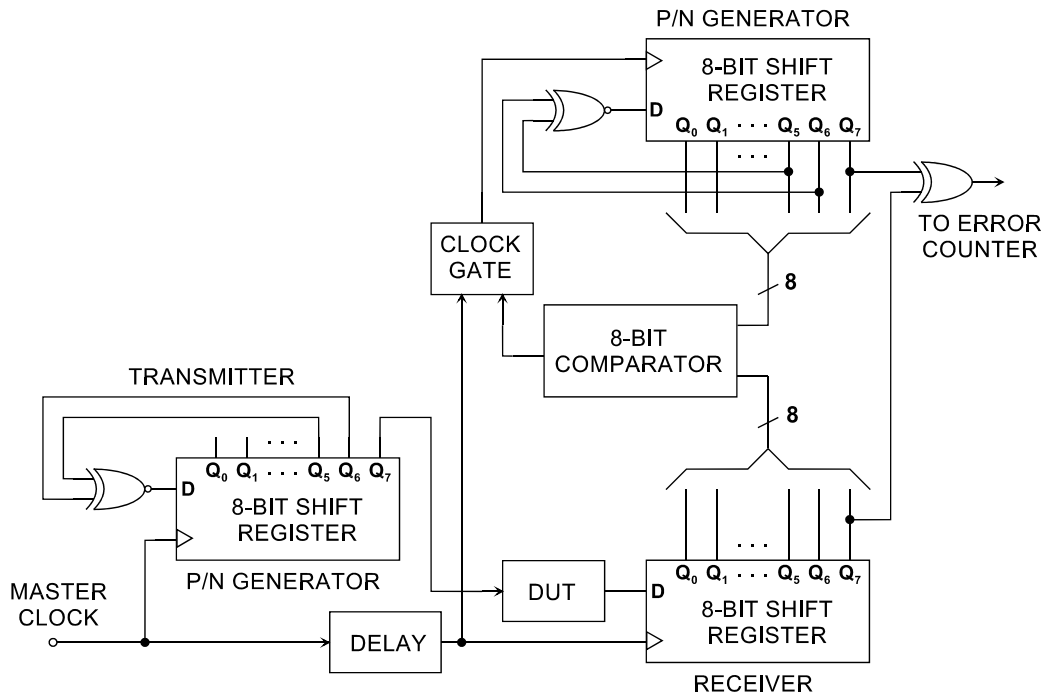 P/N GENERATOR
8-BIT SHIFT
REGISTER
D
Q0 Q1 · · · Q5 Q6 Q7
· · ·
TO ERROR
COUNTER
CLOCK
GATE
8
8-BIT
COMPARATOR
8
TRANSMITTER
· · ·
Q0 Q1 · · · Q5 Q6 Q7
D
8-BIT SHIFT
REGISTER
P/N GENERATOR
MASTER
CLOCK
DELAY
DUT
· · ·
Q0 Q1 · · · Q5 Q6 Q7
D
8-BIT SHIFT
REGISTER
RECEIVER